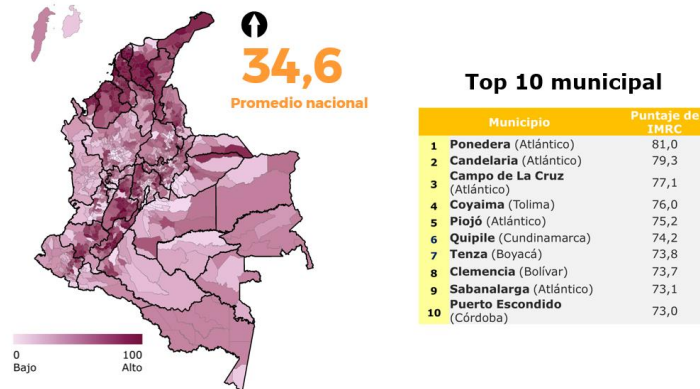 34,6
Promedio nacional
Top 10 municipal
Municipio Puntaje de
IMRC
1 Ponedera (Atlántico) 81,0
2 Candelaria (Atlántico) 79,3
3 Campo de La Cruz
(Atlántico) 77,1
4 Coyaima (Tolima) 76,0
5 Piojó (Atlántico) 75,2
6 Quipile (Cundinamarca) 74,2
7 Tenza (Boyacá) 73,8
8 Clemencia (Bolívar) 73,7
9 Sabanalarga (Atlántico) 73,1
10 Puerto Escondido
(Córdoba) 73,0
0 100
Bajo Alto